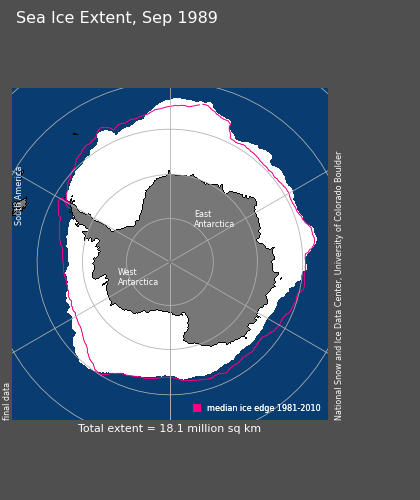 Sea Ice Extent, Sep 1989
South America
East
Antarctica
West
Antarctica
National Snow and Ice Data Center, University of Colorado Boulder
final data
median ice edge 1981-2010
Total extent = 18.1 million sq km